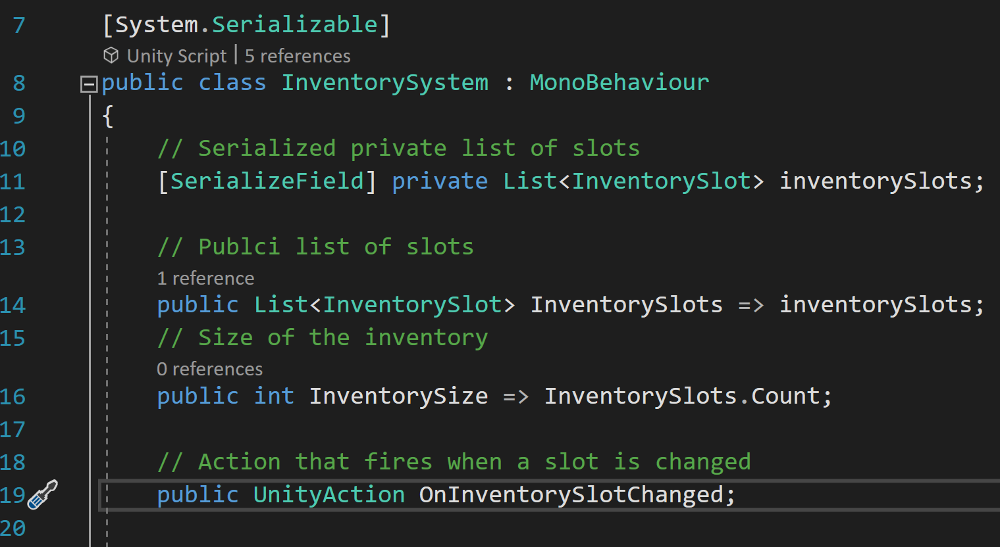 7 [System.Serializable]
Unity Script | 5 references
8 public class InventorySystem : MonoBehaviour
9 {
10 // Serialized private list of slots
11 [SerializeField] private List<InventorySlot> inventorySlots;
12
13 // Publci list of slots
1 reference
14 public List<InventorySlot> InventorySlots => inventorySlots;
15 // Size of the inventory
0 references
16 public int InventorySize => InventorySlots.Count;
17
18 // Action that fires when a slot is changed
19 public UnityAction OnInventorySlotChanged;
20